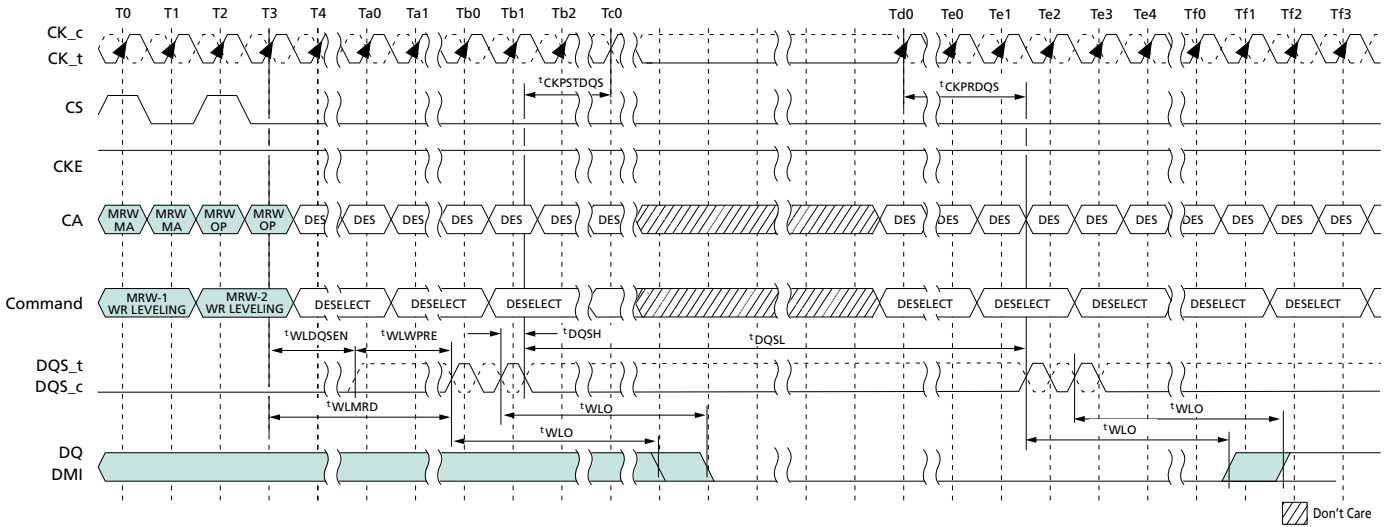 T0 T1 T2 T3 T4 Ta0 Ta1 Tb0 Tb1 Tb2 Tc0 Td0 Te0 Te1 Te2 Te3 Te4 Tf0 Tf1 Tf2 Tf3
CK_c
CK_t
tCKPSTDQS tCKPRDQS
CS
CKE
CA
MRW MA MRW MA MRW OP MRW OP DES DES DES DES DES DES DES DES DES DES DES DES DES DES DES DES DES
Command
MRW-1 WR LEVELING MRW-2 WR LEVELING DESELECT DESELECT DESELECT DESELECT DESELECT DESELECT DESELECT DESELECT
tWLDQSEN tWLWPRE tDQSH tDQSL
DQS_t
DQS_c
tWLMRD tWLO tWLO
tWLO tWLO
DQ
DMI
Don't Care